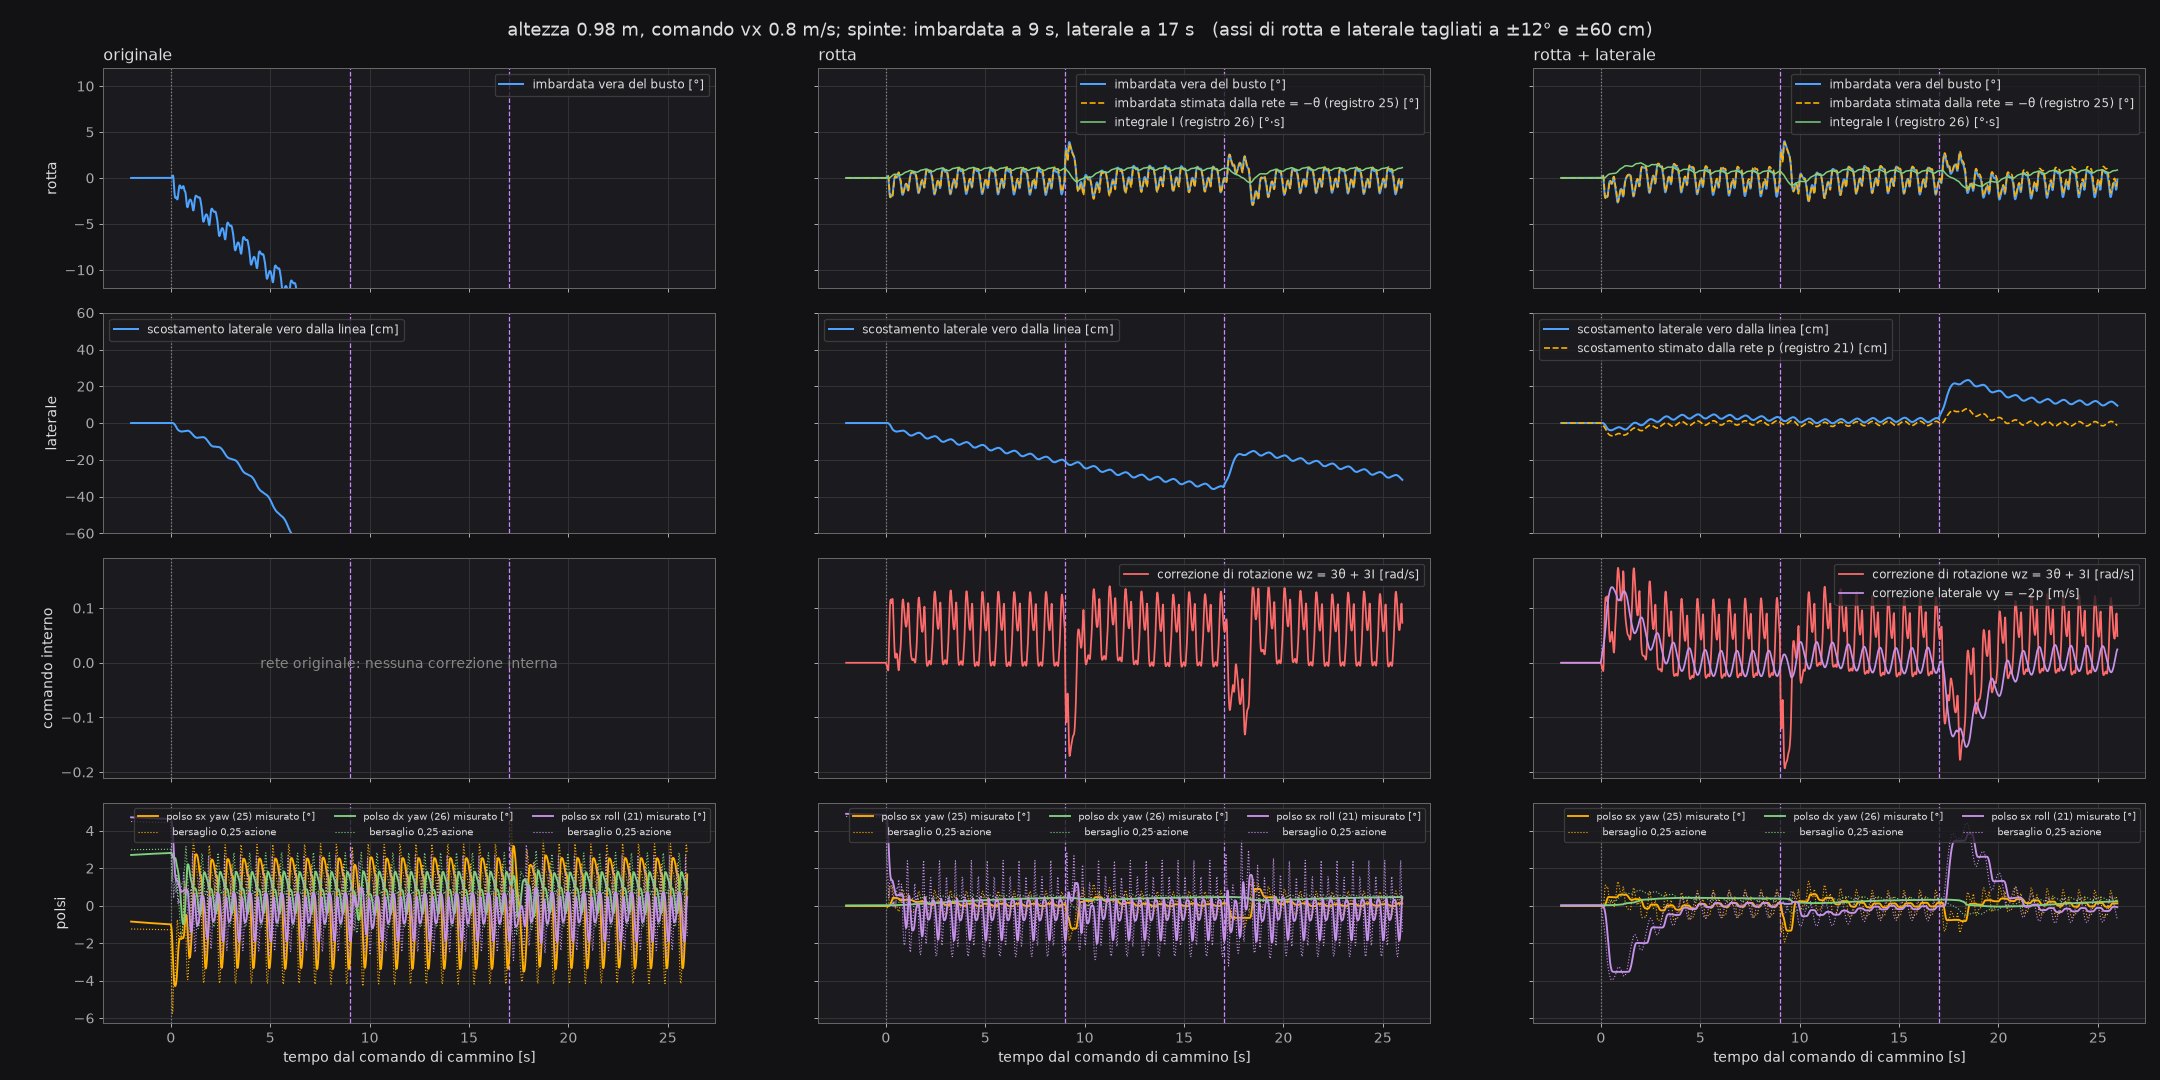 altezza 0.98 m, comando vx 0.8 m/s; spinte: imbardata a 9 s, laterale a 17 s   (assi di rotta e laterale tagliati a ±12° e ±60 cm)
originale
rotta
rotta + laterale
rotta
10
5
0
−5
−10
imbardata vera del busto [°]
imbardata vera del busto [°]
imbardata stimata dalla rete = −θ (registro 25) [°]
integrale I (registro 26) [°·s]
imbardata vera del busto [°]
imbardata stimata dalla rete = −θ (registro 25) [°]
integrale I (registro 26) [°·s]
laterale
60
40
20
0
−20
−40
−60
scostamento laterale vero dalla linea [cm]
scostamento laterale vero dalla linea [cm]
scostamento laterale vero dalla linea [cm]
scostamento stimato dalla rete p (registro 21) [cm]
comando interno
0.1
0.0
−0.1
−0.2
rete originale: nessuna correzione interna
correzione di rotazione wz = 3θ + 3I [rad/s]
correzione di rotazione wz = 3θ + 3I [rad/s]
correzione laterale vy = −2p [m/s]
polsi
4
2
0
−2
−4
−6
polso sx yaw (25) misurato [°]
bersaglio 0,25·azione
polso dx yaw (26) misurato [°]
bersaglio 0,25·azione
polso sx roll (21) misurato [°]
bersaglio 0,25·azione
polso sx yaw (25) misurato [°]
bersaglio 0,25·azione
polso dx yaw (26) misurato [°]
bersaglio 0,25·azione
polso sx roll (21) misurato [°]
bersaglio 0,25·azione
polso sx yaw (25) misurato [°]
bersaglio 0,25·azione
polso dx yaw (26) misurato [°]
bersaglio 0,25·azione
polso sx roll (21) misurato [°]
bersaglio 0,25·azione
0 5 10 15 20 25
0 5 10 15 20 25
0 5 10 15 20 25
tempo dal comando di cammino [s]
tempo dal comando di cammino [s]
tempo dal comando di cammino [s]